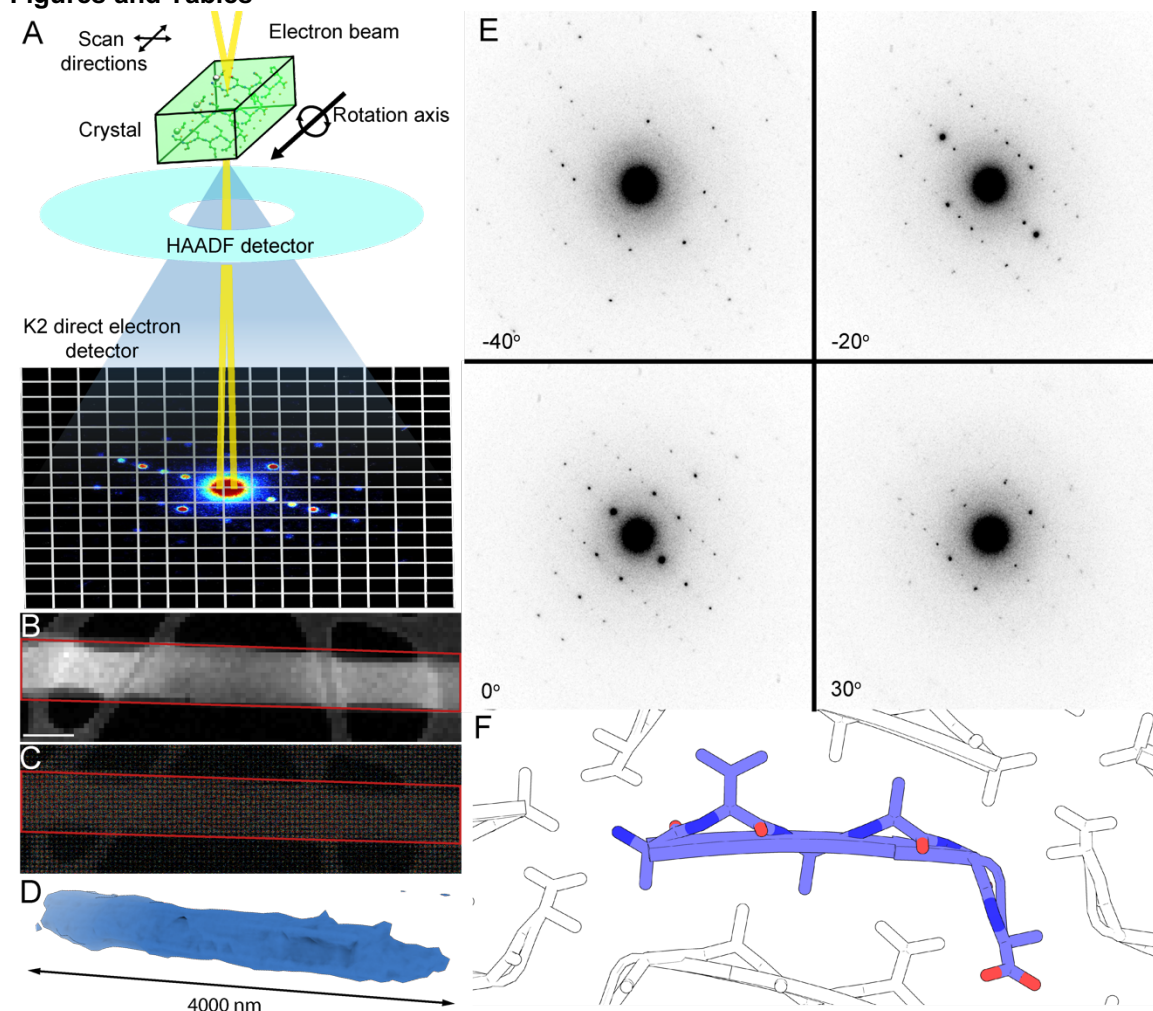 Figures and Tables
A
Scan
directions
Electron beam
Crystal
Rotation axis
HAADF detector
K2 direct electron
detector
B
C
D
4000 nm
E
-40°
-20°
0°
30°
F